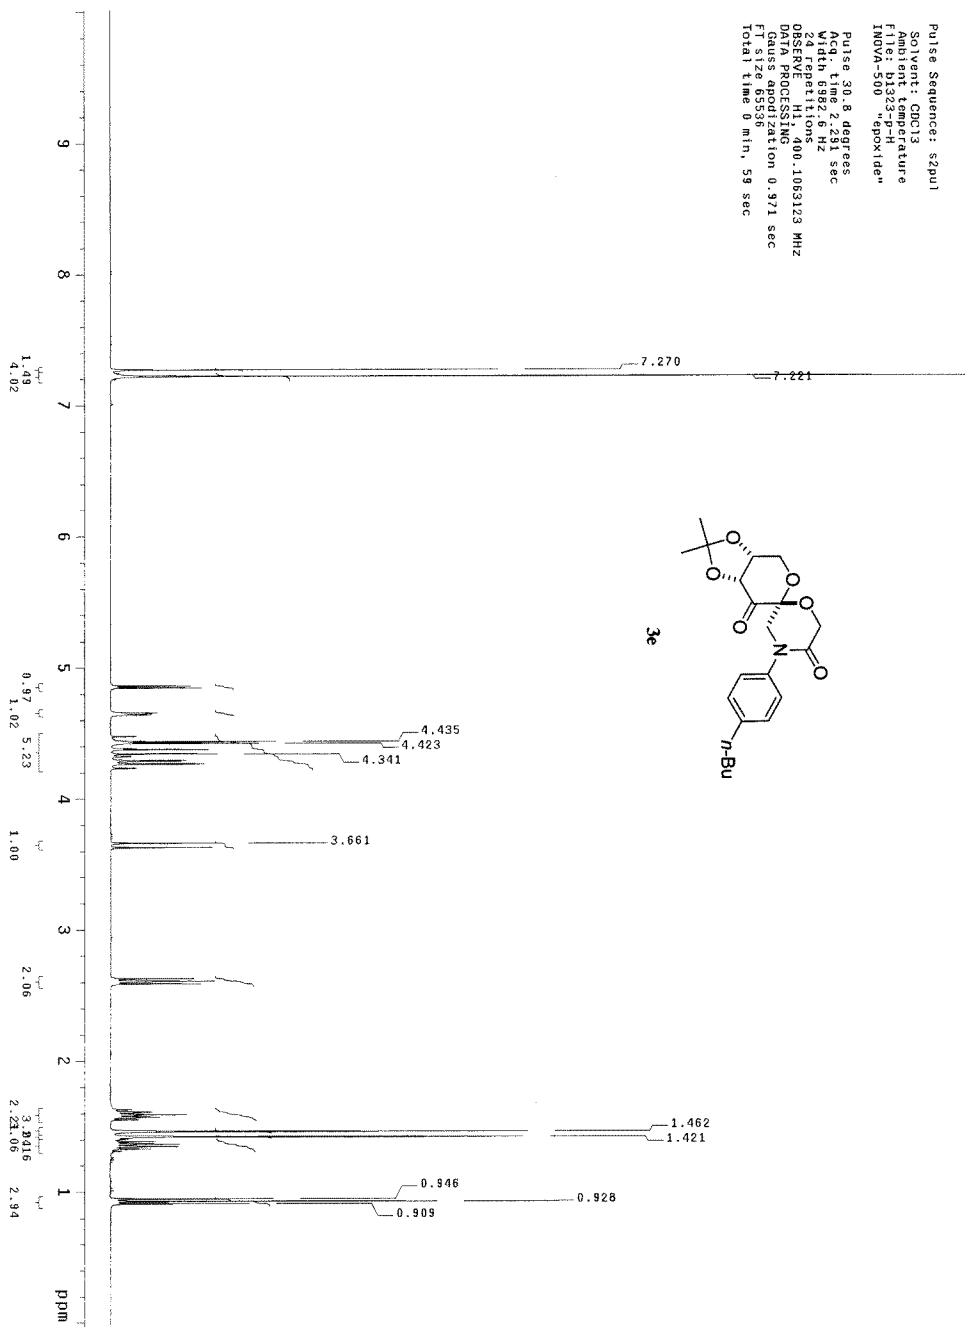 Pulse Sequence: s2pul
Solvent: CDCl3
Ambient temperature
File: b1323-p-H
INOVA-500 "epoxide"
Pulse 30.8 degrees
Acq. time 2.291 sec
Width 6982.6 Hz
24 repetitions
OBSERVE H1, 400.1063123 MHz
DATA PROCESSING
Gauss apodization 0.971 sec
FT size 65536
Total time 0 min, 59 sec
7.270
7.221
4.435
4.423
4.341
3.661
1.462
1.421
0.946
0.928
0.909
O
O
O
O
O
N
O
n-Bu
3e
9
8
7
6
5
4
3
2
1
ppm
1.49
4.02
0.97
1.02
5.23
1.00
2.06
2.94